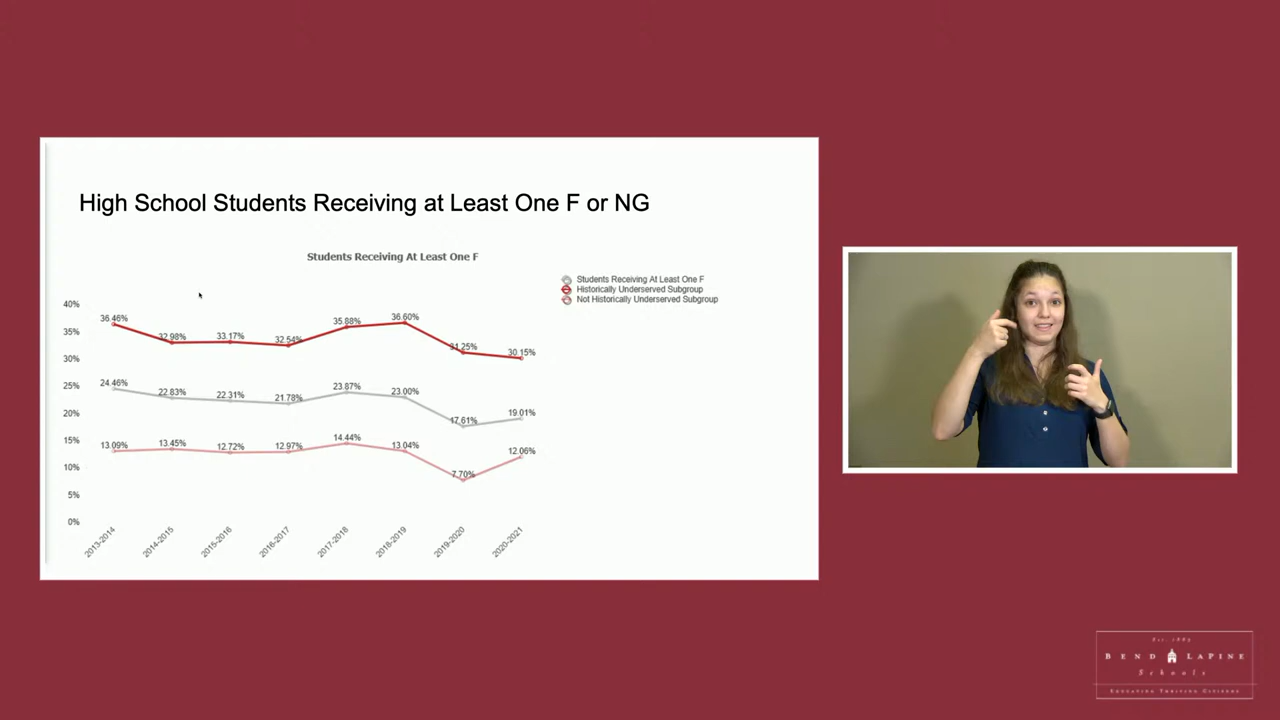 High School Students Receiving at Least One F or NG
Students Receiving At Least One F
Students Receiving At Least One F
Historically Underserved Subgroup
Not Historically Underserved Subgroup
40%
35%
30%
25%
20%
15%
10%
5%
0%
36.46% 32.98% 33.17% 32.54% 35.88% 36.60% 31.25% 30.15%
24.46% 22.83% 22.31% 21.78% 23.87% 23.00% 17.61% 19.01%
13.09% 13.45% 12.72% 12.97% 14.44% 13.04% 7.70% 12.06%
2013-2014 2014-2015 2015-2016 2016-2017 2017-2018 2018-2019 2019-2020 2020-2021
Est. 1883
BEND LAPINE
Schools
EDUCATING THRIVING CITIZENS